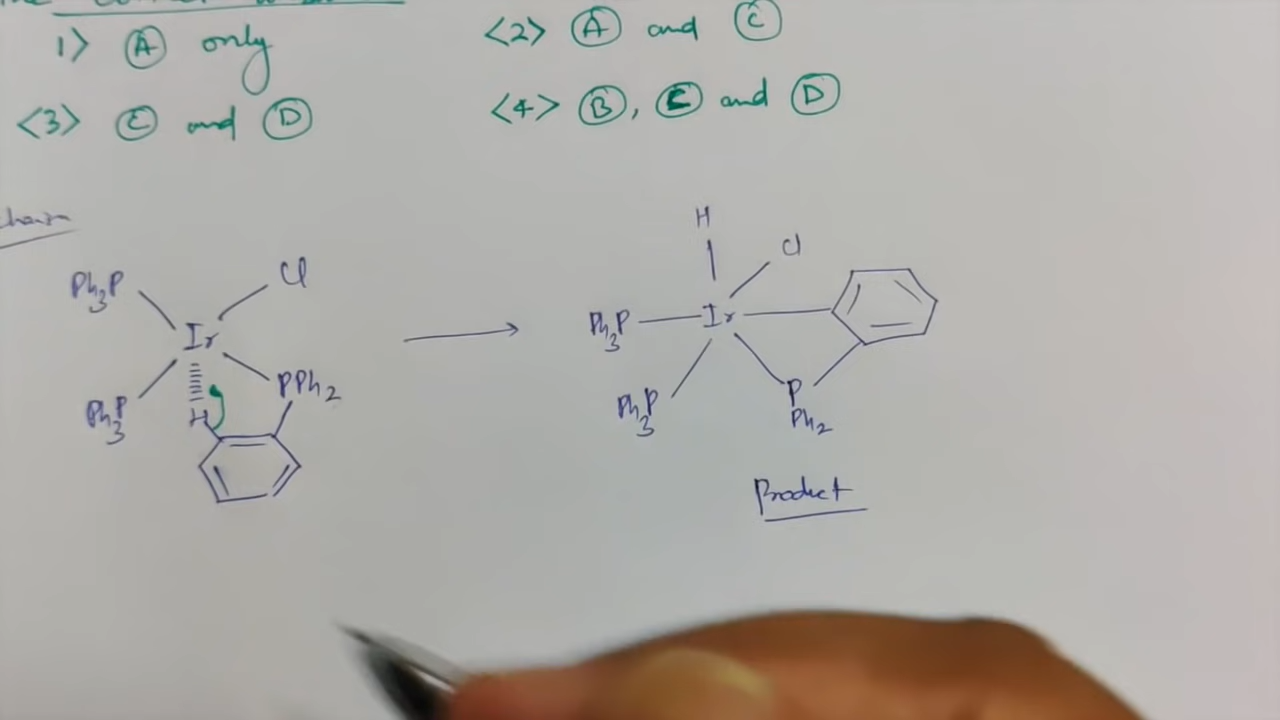 1> A only <2> A and C
<3> C and D <4> B, C and D
H
Cl
Ph3P Cl
Ir
Ph3P Ir
PPh2
Ph3P
H
Ph3P P
Ph2
Product